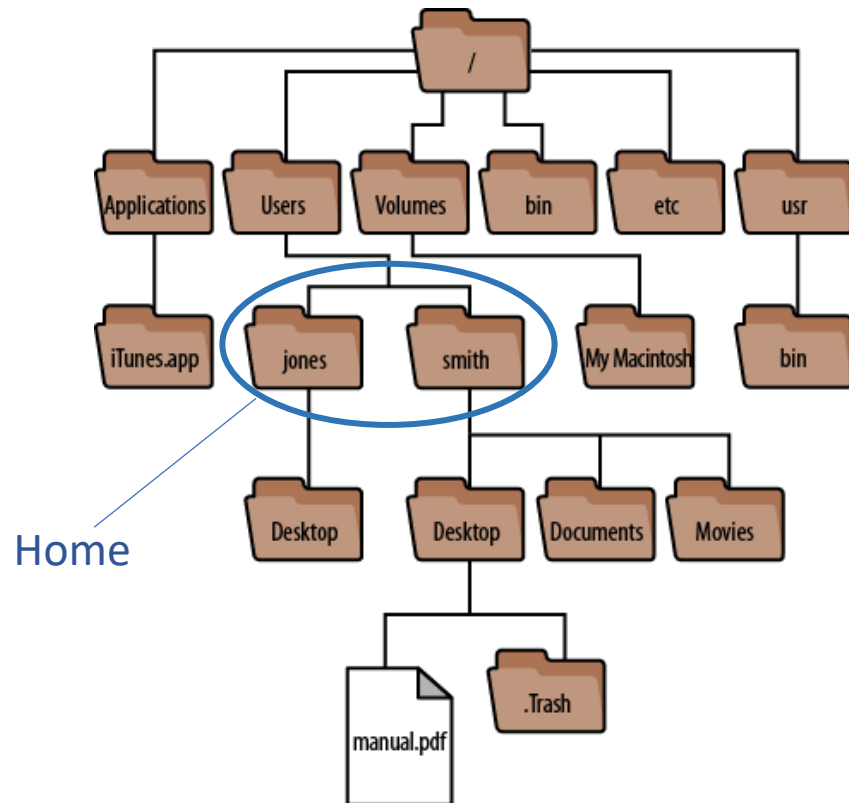 /
Applications
Users
Volumes
bin
etc
usr
iTunes.app
jones
smith
My Macintosh
bin
Home
Desktop
Desktop
Documents
Movies
manual.pdf
.Trash